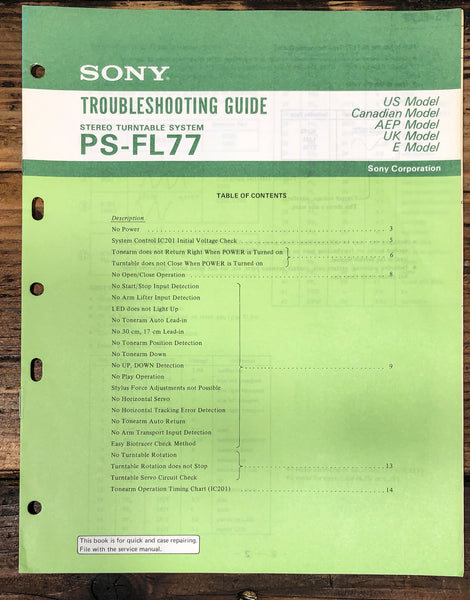 SONY
TROUBLESHOOTING GUIDE
STEREO TURNTABLE SYSTEM
PS-FL77
US Model
Canadian Model
AEP Model
UK Model
E Model
Sony Corporation
TABLE OF CONTENTS
Description
No Power 3
System Control IC201 Initial Voltage Check 5
Tonearm does not Return Right When POWER is Turned on
Turntable does not Close When POWER is Turned on
6
No Open/Close Operation 8
No Start/Stop Input Detection
No Arm Lifter Input Detection
LED does not Light Up
No Tonearm Auto Lead-in
No 30 cm, 17 cm Lead-in
No Tonearm Position Detection
No Tonearm Down
No UP, DOWN Detection
No Play Operation
Stylus Force Adjustments not Possible
No Horizontal Servo
No Horizontal Tracking Error Detection
No Tonearm Auto Return
No Arm Transport Input Detection
Easy Biotracer Check Method
9
No Turntable Rotation
Turntable Rotation does not Stop
Turntable Servo Circuit Check
13
Tonearm Operation Timing Chart (IC201) 14
This book is for quick and case repairing.
File with the service manual.